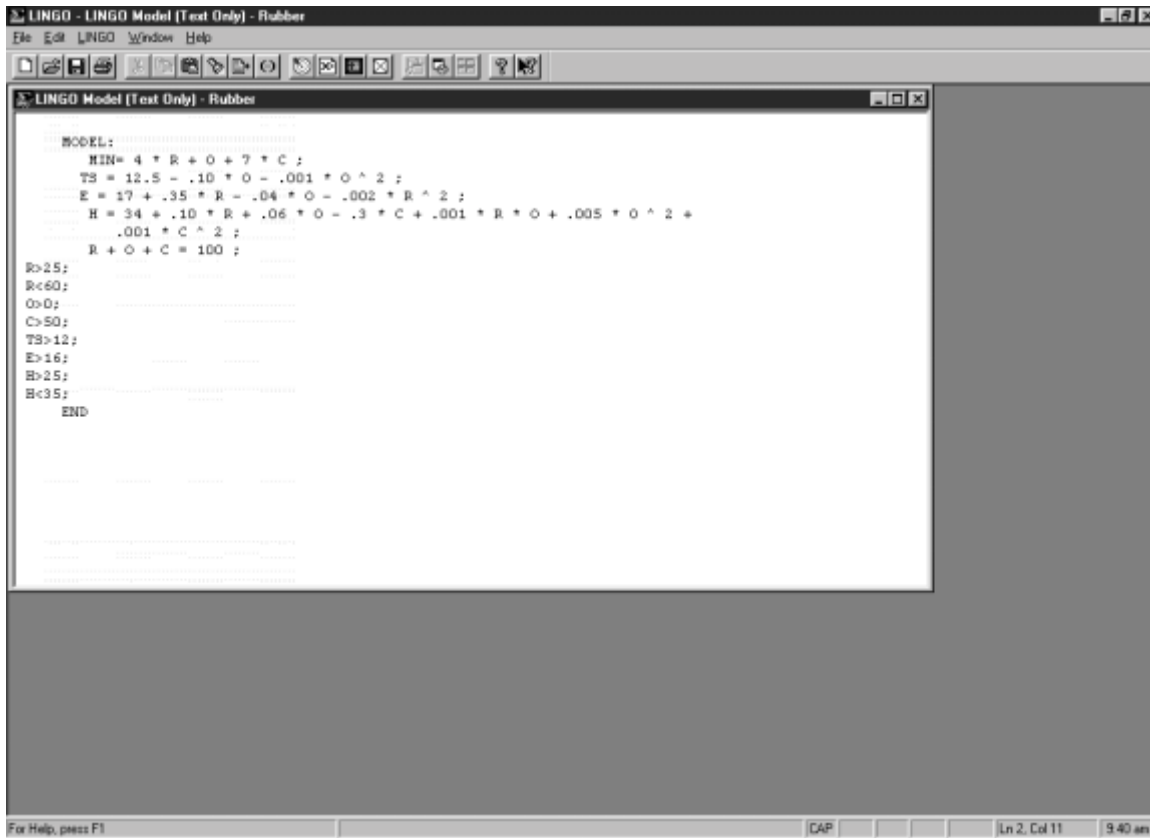 LINGO - LINGO Model (Text Only) - Rubber
File Edit LINGO Window Help
LINGO Model (Text Only) - Rubber
MODEL:
MIN= 4 * R + O + 7 * C ;
TS = 12.5 - .10 * O - .001 * O ^ 2 ;
E = 17 + .35 * R - .04 * O - .002 * R ^ 2 ;
H = 34 + .10 * R + .06 * O - .3 * C + .001 * R * O + .005 * O ^ 2 +
.001 * C ^ 2 ;
R + O + C = 100 ;
R>25;
R<60;
O>0;
C>50;
TS>12;
E>16;
H>25;
H<35;
END
For Help, press F1 CAP Ln 2, Col 11 9:40 am